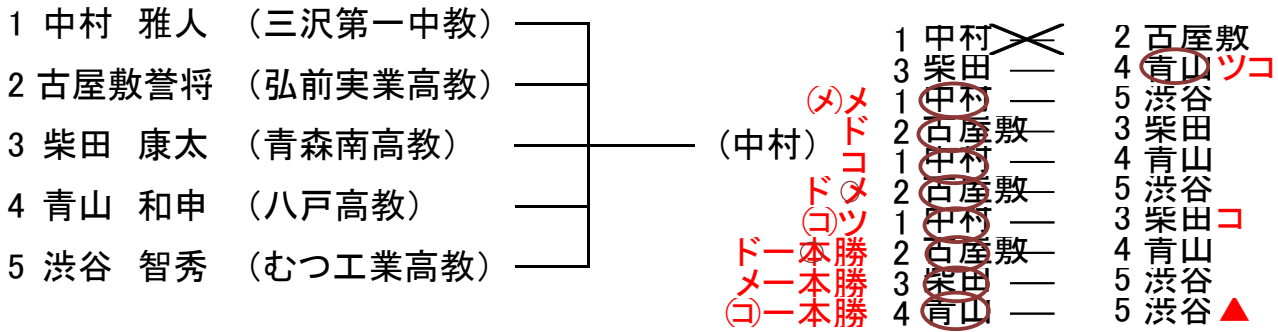 1 中村 雅人 (三沢第一中教)
2 古屋敷誉将 (弘前実業高教)
3 柴田 康太 (青森南高教)
4 青山 和申 (八戸高教)
5 渋谷 智秀 (むつ工業高教)
(中村)
1 中村 2 古屋敷
3 柴田 — 4 青山 ツコ
(メ)メ 1 中村 — 5 渋谷
ド 2 古屋敷— 3 柴田
コ 1 中村 — 4 青山
ド メ 2 古屋敷— 5 渋谷
(コ)ツ 1 中村 — 3 柴田コ
ド一本勝 2 古屋敷— 4 青山
メ一本勝 3 柴田 — 5 渋谷
(コ)一本勝 4 青山 — 5 渋谷▲